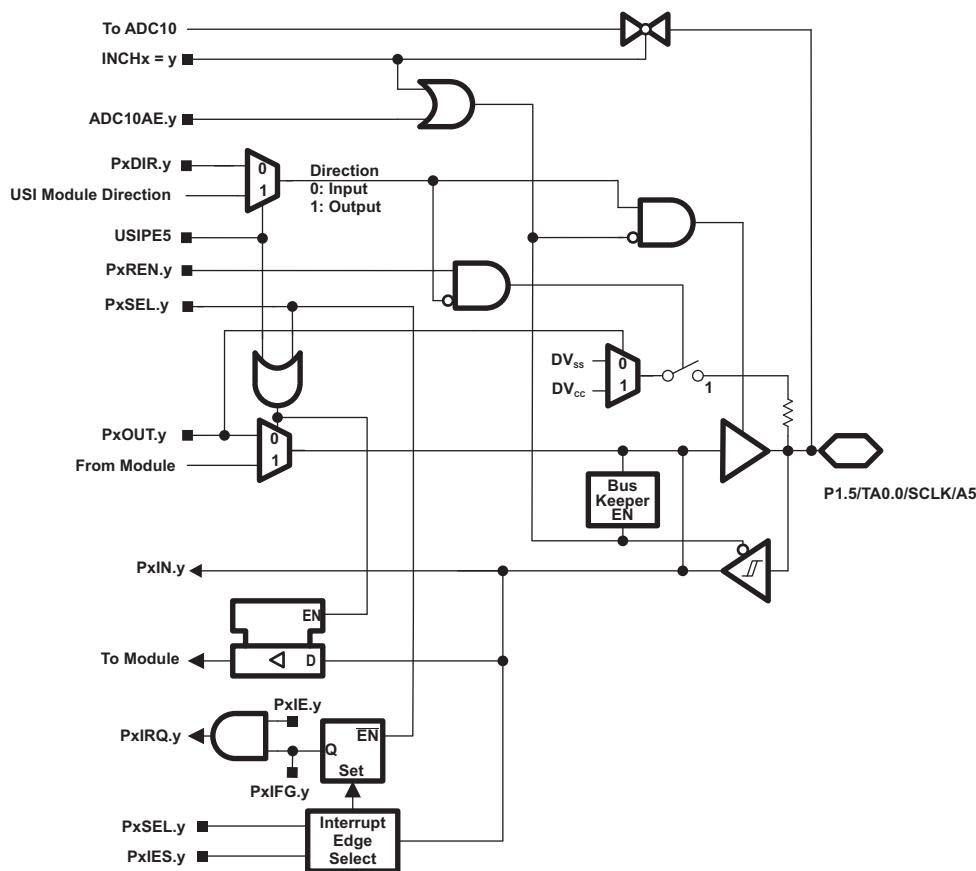 To ADC10
INCHx = y
ADC10AE.y
PxDIR.y
0
1
USI Module Direction
Direction
0: Input
1: Output
USIPE5
PxREN.y
PxSEL.y
DVSS
DVCC
0
1
1
PxOUT.y
0
1
From Module
Bus
Keeper
EN
P1.5/TA0.0/SCLK/A5
PxIN.y
EN
To Module
D
PxIE.y
PxIRQ.y
EN
Q
Set
PxIFG.y
PxSEL.y
PxIES.y
Interrupt
Edge
Select